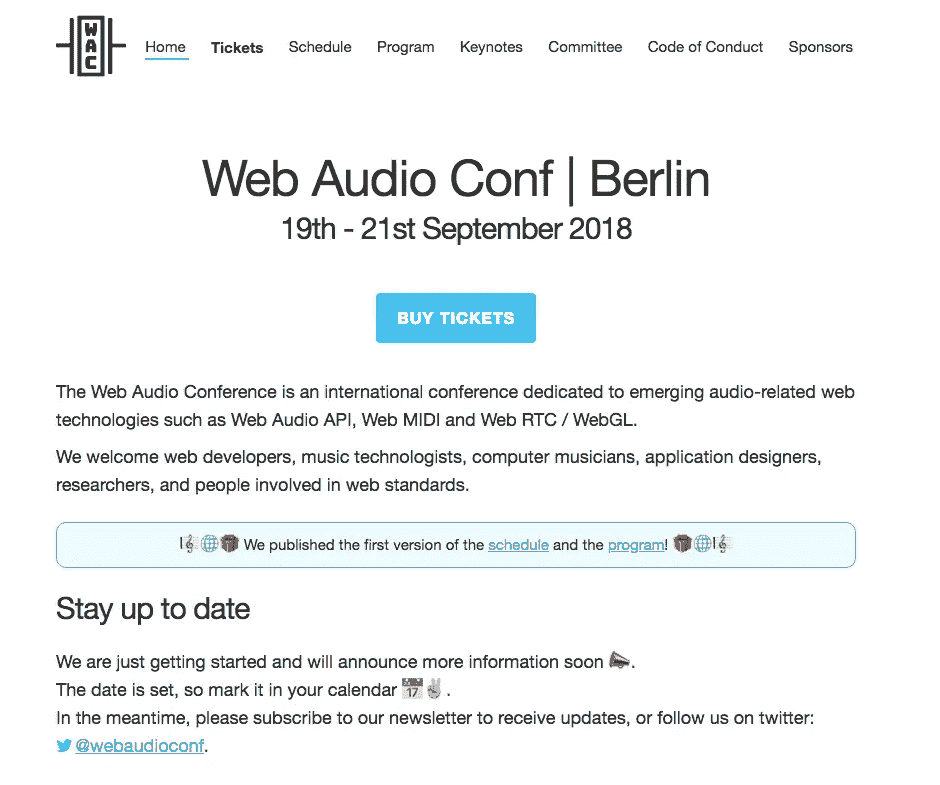 WAC
Home Tickets Schedule Program Keynotes Committee Code of Conduct Sponsors
Web Audio Conf | Berlin
19th - 21st September 2018
BUY TICKETS
The Web Audio Conference is an international conference dedicated to emerging audio-related web
technologies such as Web Audio API, Web MIDI and Web RTC / WebGL.
We welcome web developers, music technologists, computer musicians, application designers,
researchers, and people involved in web standards.
🎼🌐📦 We published the first version of the schedule and the program! 📦🌐🎼
Stay up to date
We are just getting started and will announce more information soon 📣.
The date is set, so mark it in your calendar 📅✌️ .
In the meantime, please subscribe to our newsletter to receive updates, or follow us on twitter:
@webaudioconf.